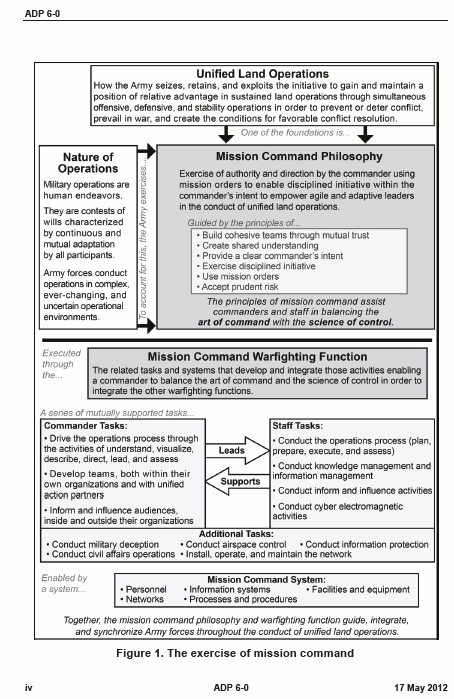 ADP 6-0
Unified Land Operations
How the Army seizes, retains, and exploits the initiative to gain and maintain a
position of relative advantage in sustained land operations through simultaneous
offensive, defensive, and stability operations in order to prevent or deter conflict,
prevail in war, and create the conditions for favorable conflict resolution.
One of the foundations is...
Nature of
Operations
Military operations are
human endeavors.
They are contests of
wills characterized
by continuous and
mutual adaptation
by all participants.
Army forces conduct
operations in complex,
ever-changing, and
uncertain operational
environments.
To account for this, the Army exercises....
Mission Command Philosophy
Exercise of authority and direction by the commander using
mission orders to enable disciplined initiative within the
commander's intent to empower agile and adaptive leaders
in the conduct of unified land operations.
Guided by the principles of...
• Build cohesive teams through mutual trust
• Create shared understanding
• Provide a clear commander's intent
• Exercise disciplined initiative
• Use mission orders
• Accept prudent risk
The principles of mission command assist
commanders and staff in balancing the
art of command with the science of control.
Executed
through
the...
Mission Command Warfighting Function
The related tasks and systems that develop and integrate those activities enabling
a commander to balance the art of command and the science of control in order to
integrate the other warfighting functions.
A series of mutually supported tasks...
Commander Tasks:
• Drive the operations process through
the activities of understand, visualize,
describe, direct, lead, and assess
• Develop teams, both within their
own organizations and with unified
action partners
• Inform and influence audiences,
inside and outside their organizations
Leads
Supports
Staff Tasks:
• Conduct the operations process (plan,
prepare, execute, and assess)
• Conduct knowledge management and
information management
• Conduct inform and influence activities
• Conduct cyber electromagnetic
activities
Additional Tasks:
• Conduct military deception • Conduct airspace control • Conduct information protection
• Conduct civil affairs operations • Install, operate, and maintain the network
Enabled by
a system...
Mission Command System:
• Personnel • Information systems • Facilities and equipment
• Networks • Processes and procedures
Together, the mission command philosophy and warfighting function guide, integrate,
and synchronize Army forces throughout the conduct of unified land operations.
Figure 1. The exercise of mission command
iv ADP 6-0 17 May 2012